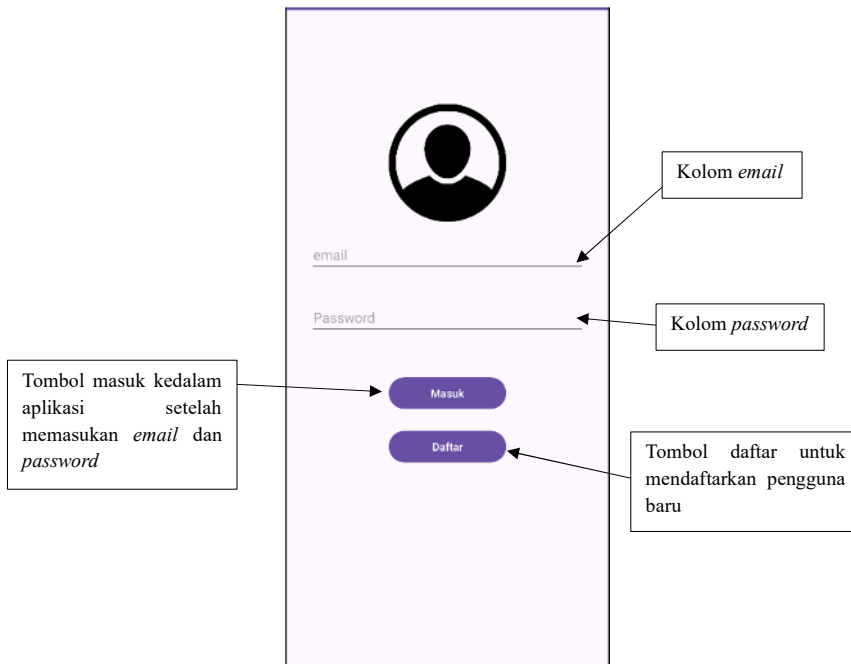 Kolom email
email
Password
Kolom password
Tombol masuk kedalam
aplikasi setelah
memasukan email dan
password
Masuk
Daftar
Tombol daftar untuk
mendaftarkan pengguna
baru